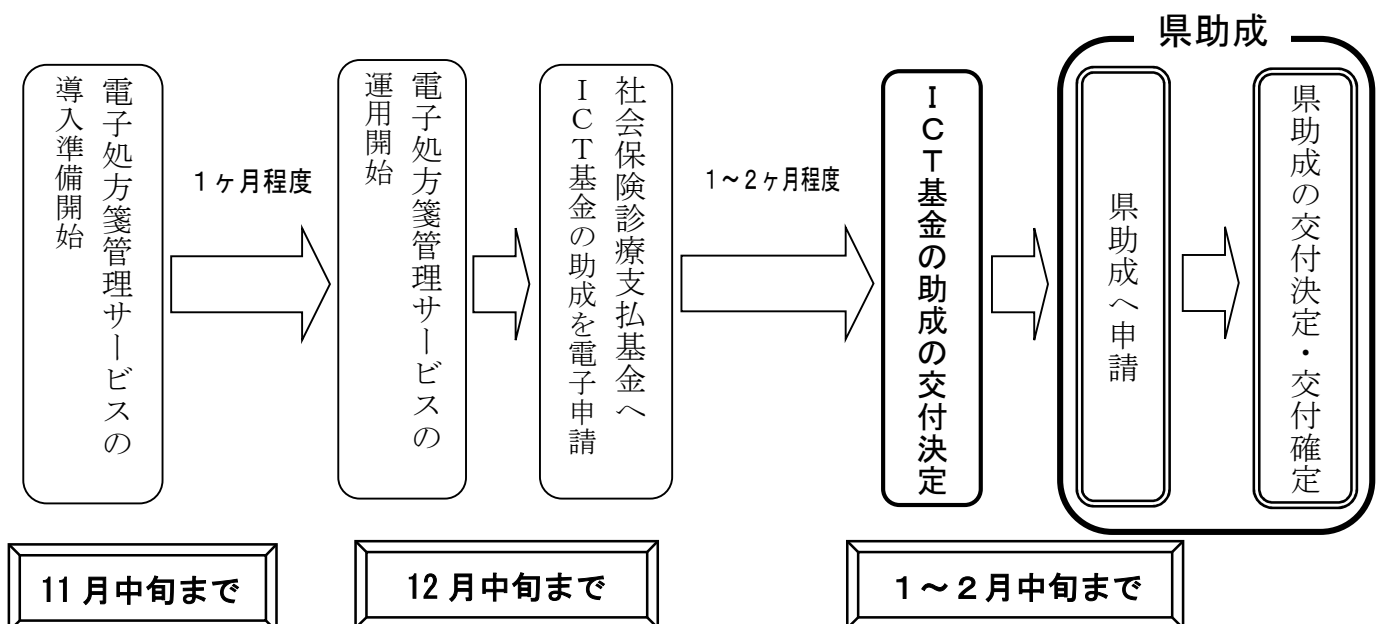 県助成
電子処方箋管理サービスの
導入準備開始
1ヶ月程度
電子処方箋管理サービスの
運用開始
社会保険診療支払基金へ
ICT基金の助成を電子申請
1~2ヶ月程度
ICT基金の助成の交付決定
県助成へ申請
県助成の交付決定・交付確定
11月中旬まで
12月中旬まで
1~2月中旬まで